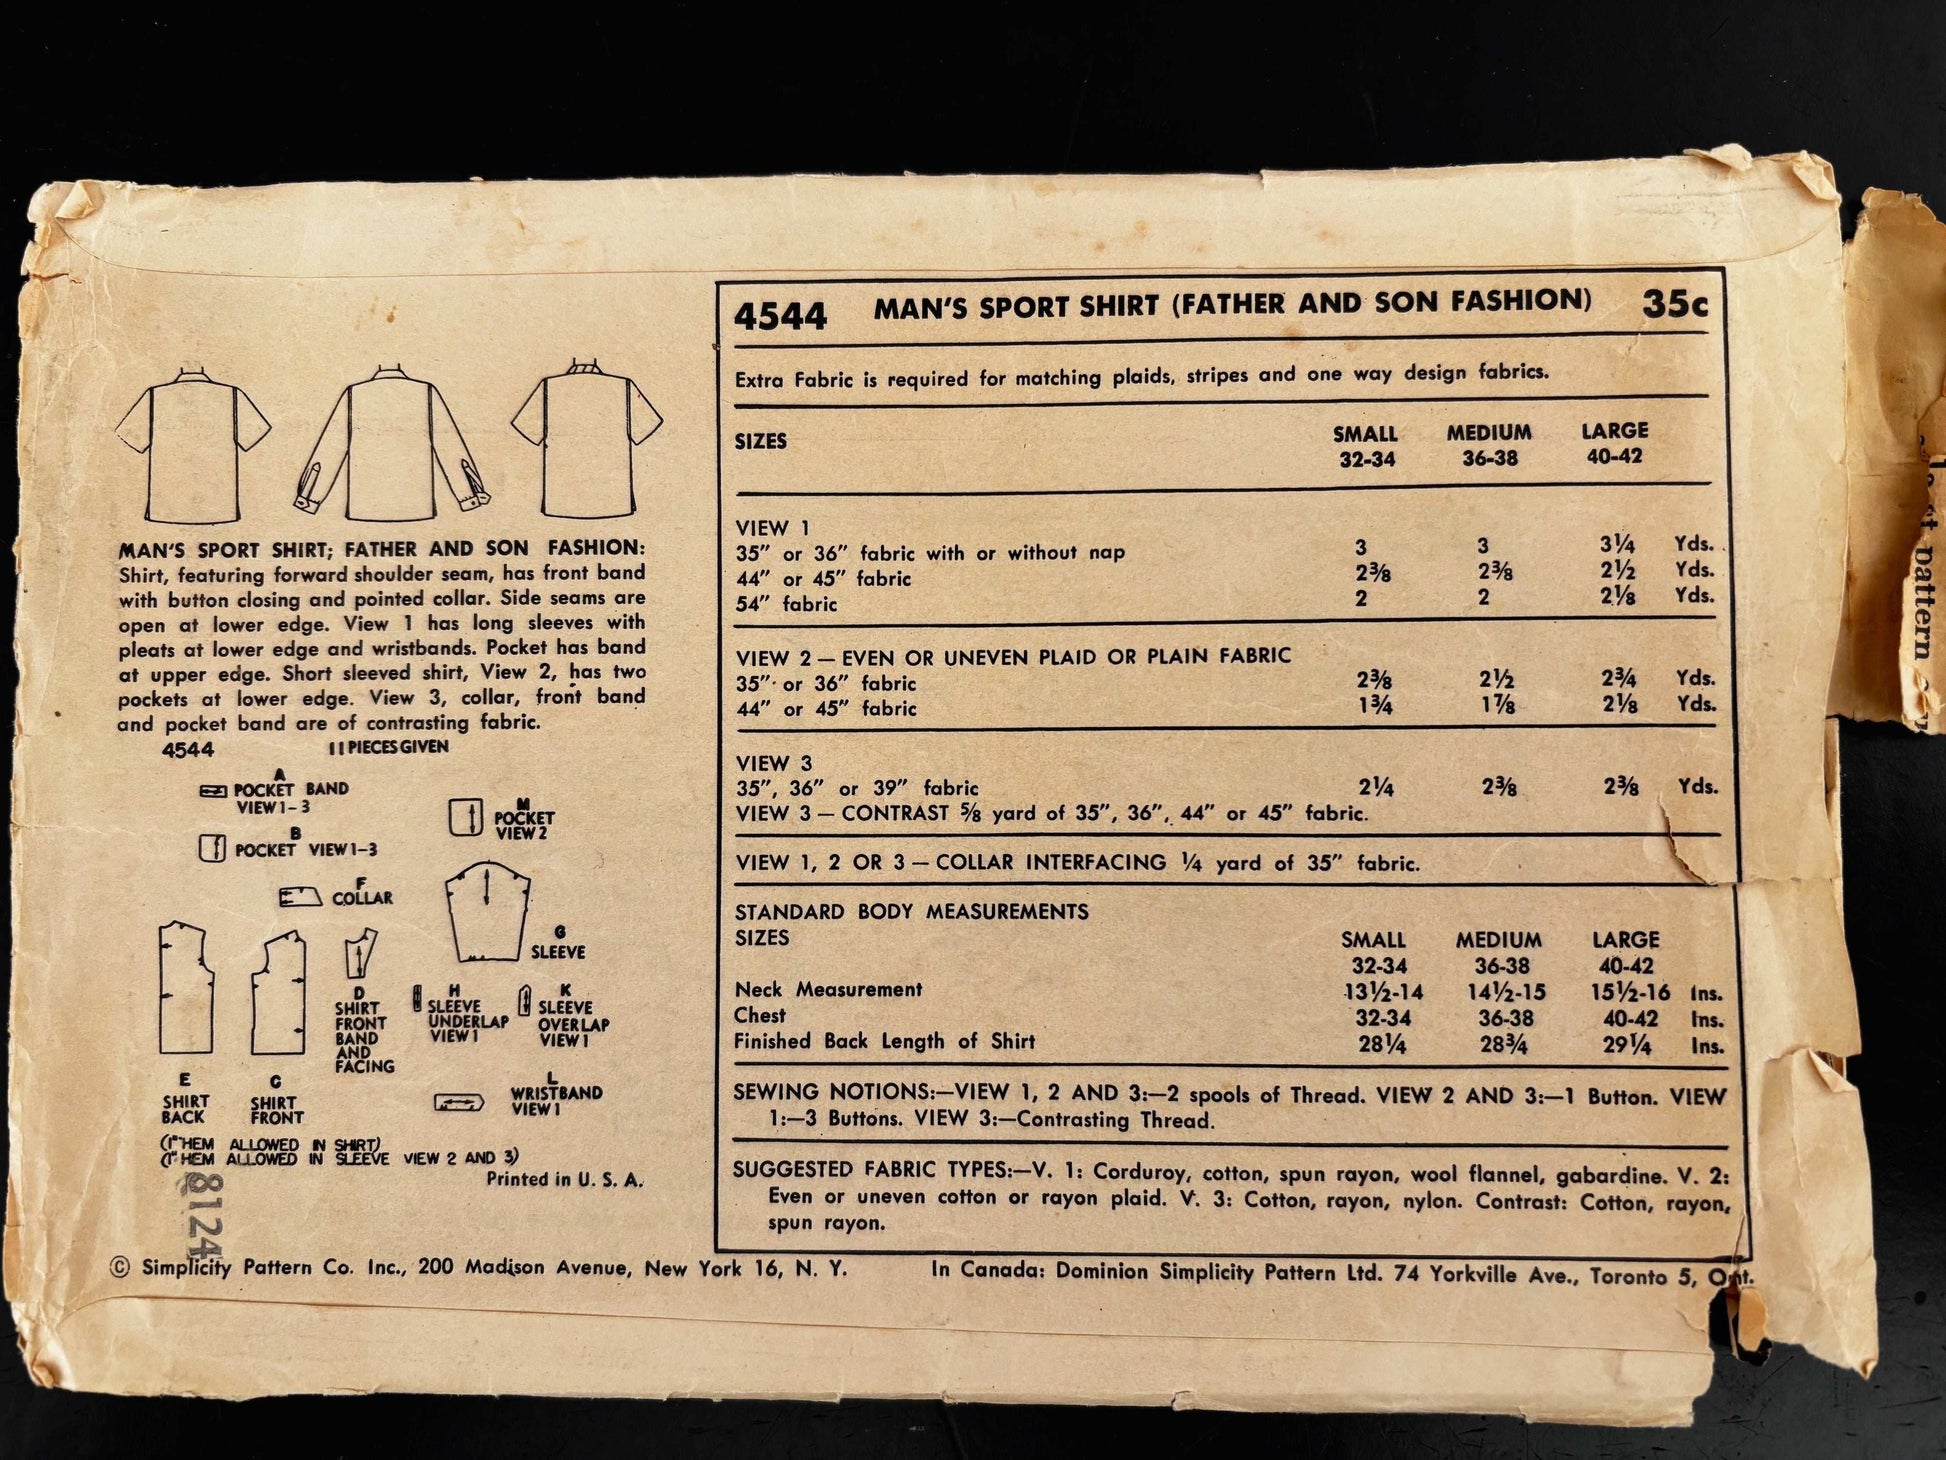 4544 MAN'S SPORT SHIRT (FATHER AND SON FASHION) 35c
Extra Fabric is required for matching plaids, stripes and one way design fabrics.
SIZES SMALL MEDIUM LARGE
32-34 36-38 40-42
VIEW 1
35" or 36" fabric with or without nap 3 3 3¼ Yds.
44" or 45" fabric 2⅜ 2⅜ 2½ Yds.
54" fabric 2 2 2⅛ Yds.
VIEW 2 — EVEN OR UNEVEN PLAID OR PLAIN FABRIC
35" or 36" fabric 2⅜ 2½ 2¾ Yds.
44" or 45" fabric 1¾ 1⅞ 2⅛ Yds.
VIEW 3
35", 36" or 39" fabric 2¼ 2⅜ 2⅜ Yds.
VIEW 3 — CONTRAST ⅝ yard of 35", 36", 44" or 45" fabric.
VIEW 1, 2 OR 3 — COLLAR INTERFACING ¼ yard of 35" fabric.
STANDARD BODY MEASUREMENTS
SIZES SMALL MEDIUM LARGE
32-34 36-38 40-42
Neck Measurement 13½-14 14½-15 15½-16 Ins.
Chest 32-34 36-38 40-42 Ins.
Finished Back Length of Shirt 28¼ 28¾ 29¼ Ins.
SEWING NOTIONS:—VIEW 1, 2 AND 3:—2 spools of Thread. VIEW 2 AND 3:—1 Button. VIEW
1:—3 Buttons. VIEW 3:—Contrasting Thread.
SUGGESTED FABRIC TYPES:—V. 1: Corduroy, cotton, spun rayon, wool flannel, gabardine. V. 2:
Even or uneven cotton or rayon plaid. V. 3: Cotton, rayon, nylon. Contrast: Cotton, rayon,
spun rayon.
MAN'S SPORT SHIRT; FATHER AND SON FASHION:
Shirt, featuring forward shoulder seam, has front band
with button closing and pointed collar. Side seams are
open at lower edge. View 1 has long sleeves with
pleats at lower edge and wristbands. Pocket has band
at upper edge. Short sleeved shirt, View 2, has two
pockets at lower edge. View 3, collar, front band
and pocket band are of contrasting fabric.
4544 11 PIECES GIVEN
A
POCKET BAND
VIEW 1-3
B
POCKET VIEW 1-3
M
POCKET
VIEW 2
F
COLLAR
G
SLEEVE
D
SHIRT
FRONT
BAND
AND
FACING
H
SLEEVE
UNDERLAP
VIEW 1
K
SLEEVE
OVERLAP
VIEW 1
E
SHIRT
BACK
C
SHIRT
FRONT
L
WRISTBAND
VIEW 1
(1" HEM ALLOWED IN SHIRT)
(1" HEM ALLOWED IN SLEEVE VIEW 2 AND 3)
Printed in U. S. A.
8124
© Simplicity Pattern Co. Inc., 200 Madison Avenue, New York 16, N. Y. In Canada: Dominion Simplicity Pattern Ltd. 74 Yorkville Ave., Toronto 5, Ont.
pattern